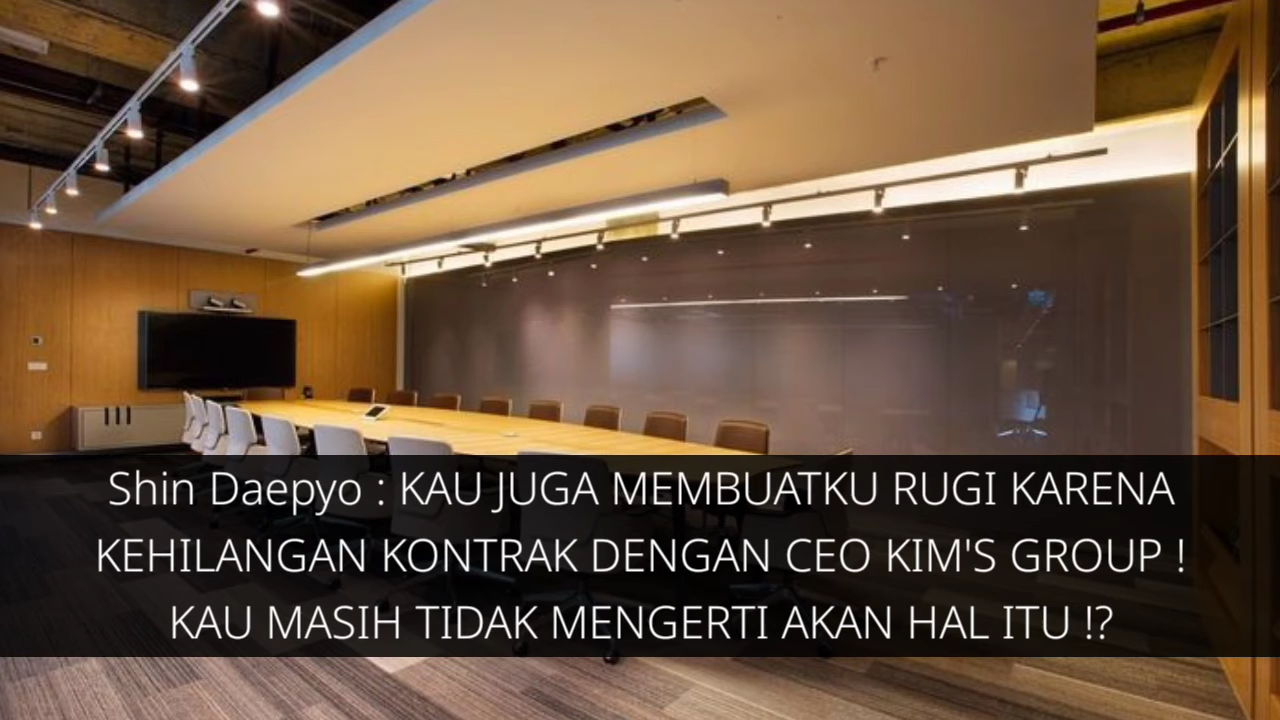 Shin Daepyo : KAU JUGA MEMBUATKU RUGI KARENA
KEHILANGAN KONTRAK DENGAN CEO KIM'S GROUP !
KAU MASIH TIDAK MENGERTI AKAN HAL ITU !?